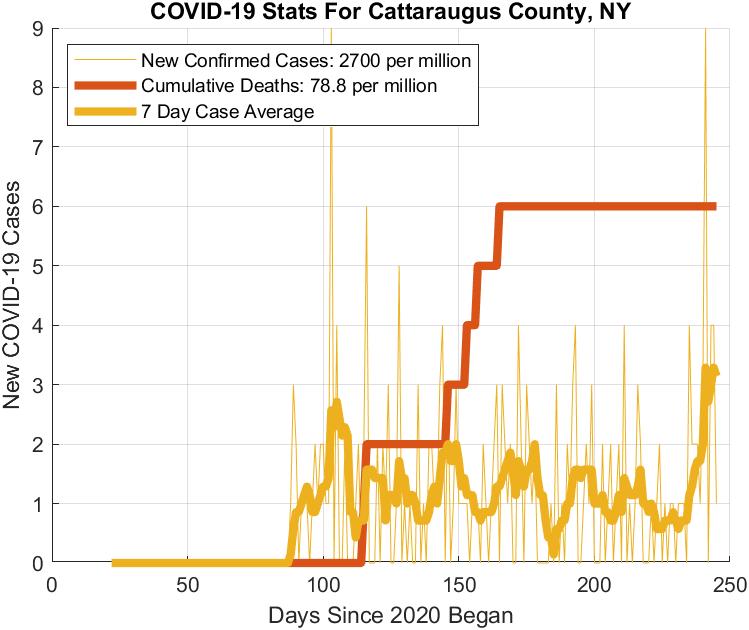 COVID-19 Stats For Cattaraugus County, NY
New Confirmed Cases: 2700 per million
Cumulative Deaths: 78.8 per million
7 Day Case Average
New COVID-19 Cases
9
8
7
6
5
4
3
2
1
0
0 50 100 150 200 250
Days Since 2020 Began